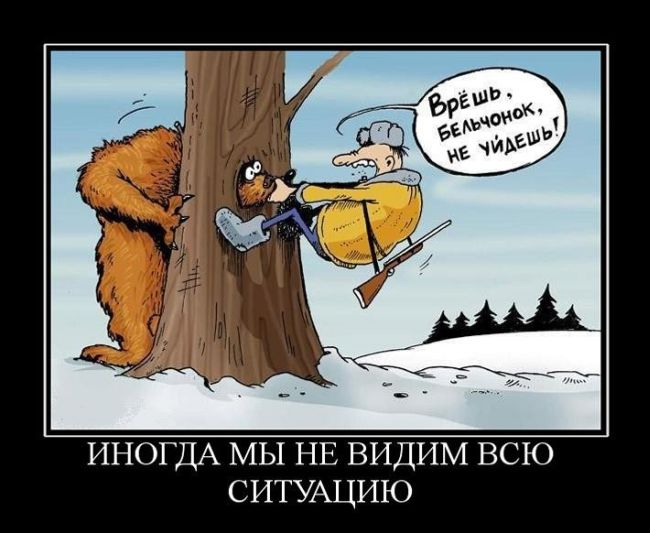 Врёшь,
Бельчонок,
не уйдешь!
ИНОГДА МЫ НЕ ВИДИМ ВСЮ
СИТУАЦИЮ